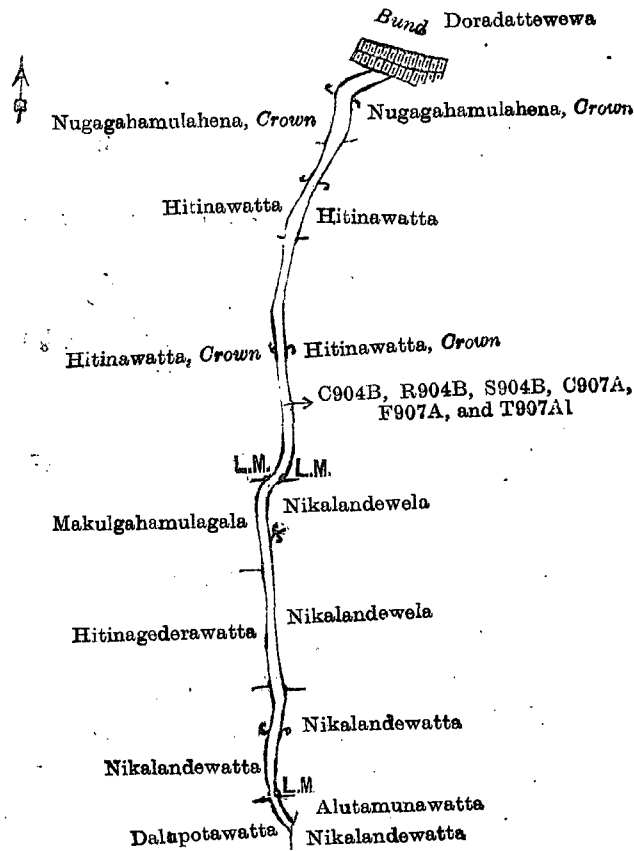 Bund Doradattewewa
Nugagahamulahena, Crown
Nugagahamulahena, Crown
Hitinawatta
Hitinawatta
Hitinawatta, Crown
Hitinawatta, Crown
C904B, R904B, S904B, C907A,
F907A, and T907A1
L.M. L.M.
Nikalandewela
Makulgahamulagala
Nikalandewela
Hitinagederawatta
Nikalandewatta
Nikalandewatta
L.M
Alutamunawatta
Dalupotawatta
Nikalandewatta